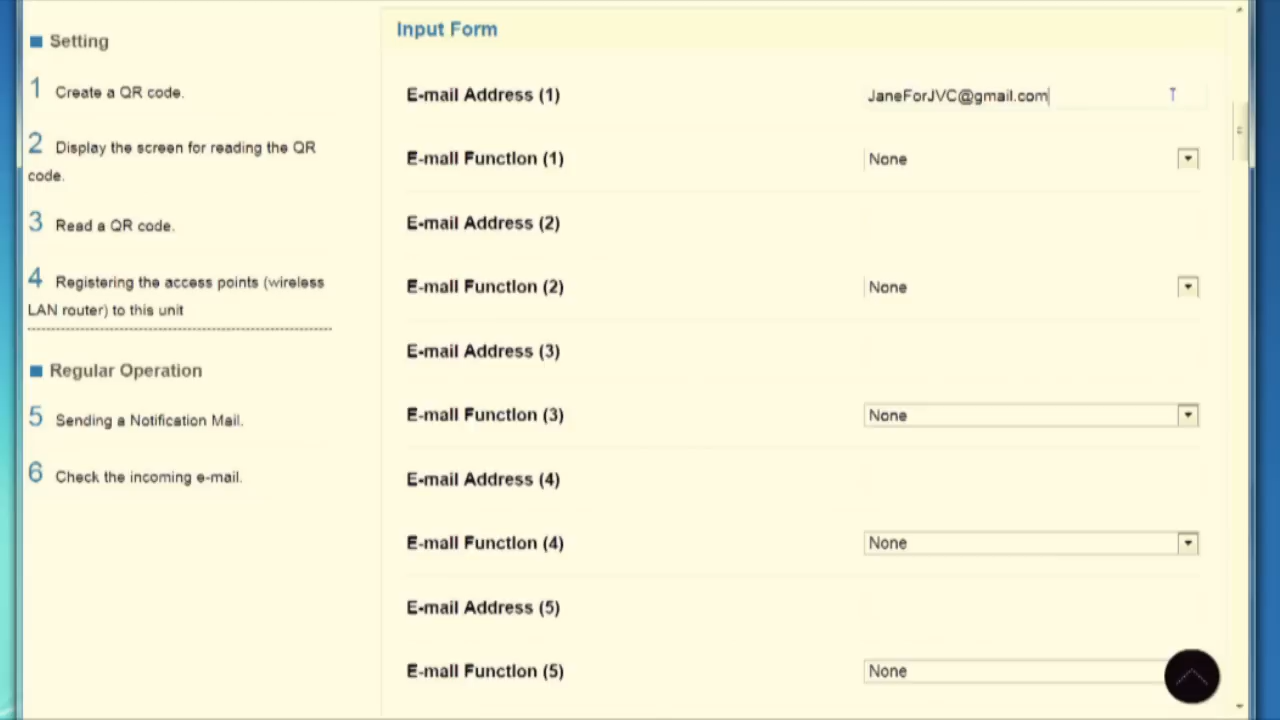 Setting
1 Create a QR code.
2 Display the screen for reading the QR
code.
3 Read a QR code.
4 Registering the access points (wireless
LAN router) to this unit
Regular Operation
5 Sending a Notification Mail.
6 Check the incoming e-mail.
Input Form
E-mail Address (1)
JaneForJVC@gmail.com
E-mail Function (1)
None
E-mail Address (2)
E-mail Function (2)
None
E-mail Address (3)
E-mail Function (3)
None
E-mail Address (4)
E-mail Function (4)
None
E-mail Address (5)
E-mail Function (5)
None